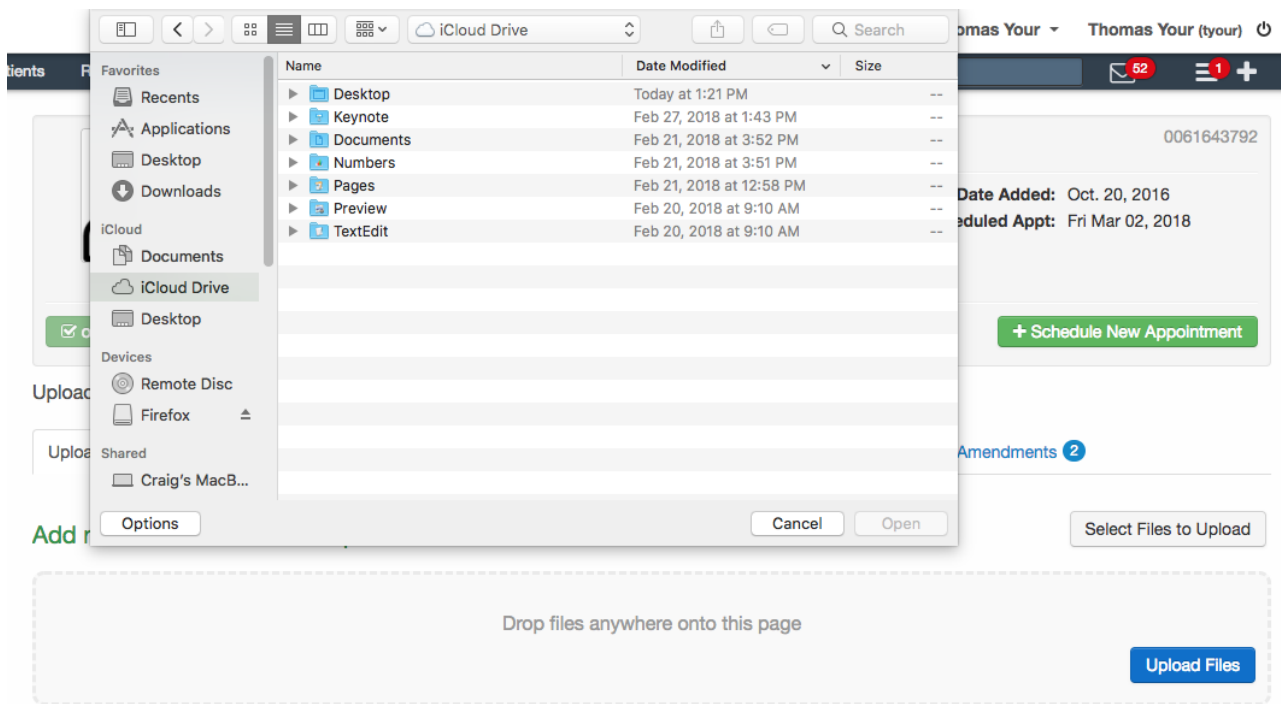 iCloud Drive
Search
omas Your
Thomas Your (tyour)
tients
R
52
1
Favorites
Recents
Applications
Desktop
Downloads
iCloud
Documents
iCloud Drive
Desktop
Devices
Remote Disc
Firefox
Shared
Craig's MacB...
Name Date Modified Size
Desktop Today at 1:21 PM --
Keynote Feb 27, 2018 at 1:43 PM --
Documents Feb 21, 2018 at 3:52 PM --
Numbers Feb 21, 2018 at 3:51 PM --
Pages Feb 21, 2018 at 12:58 PM --
Preview Feb 20, 2018 at 9:10 AM --
TextEdit Feb 20, 2018 at 9:10 AM --
Options
Cancel
Open
0061643792
Date Added: Oct. 20, 2016
eduled Appt: Fri Mar 02, 2018
Schedule New Appointment
Upload
Uploa
Amendments 2
Add
Select Files to Upload
Drop files anywhere onto this page
Upload Files